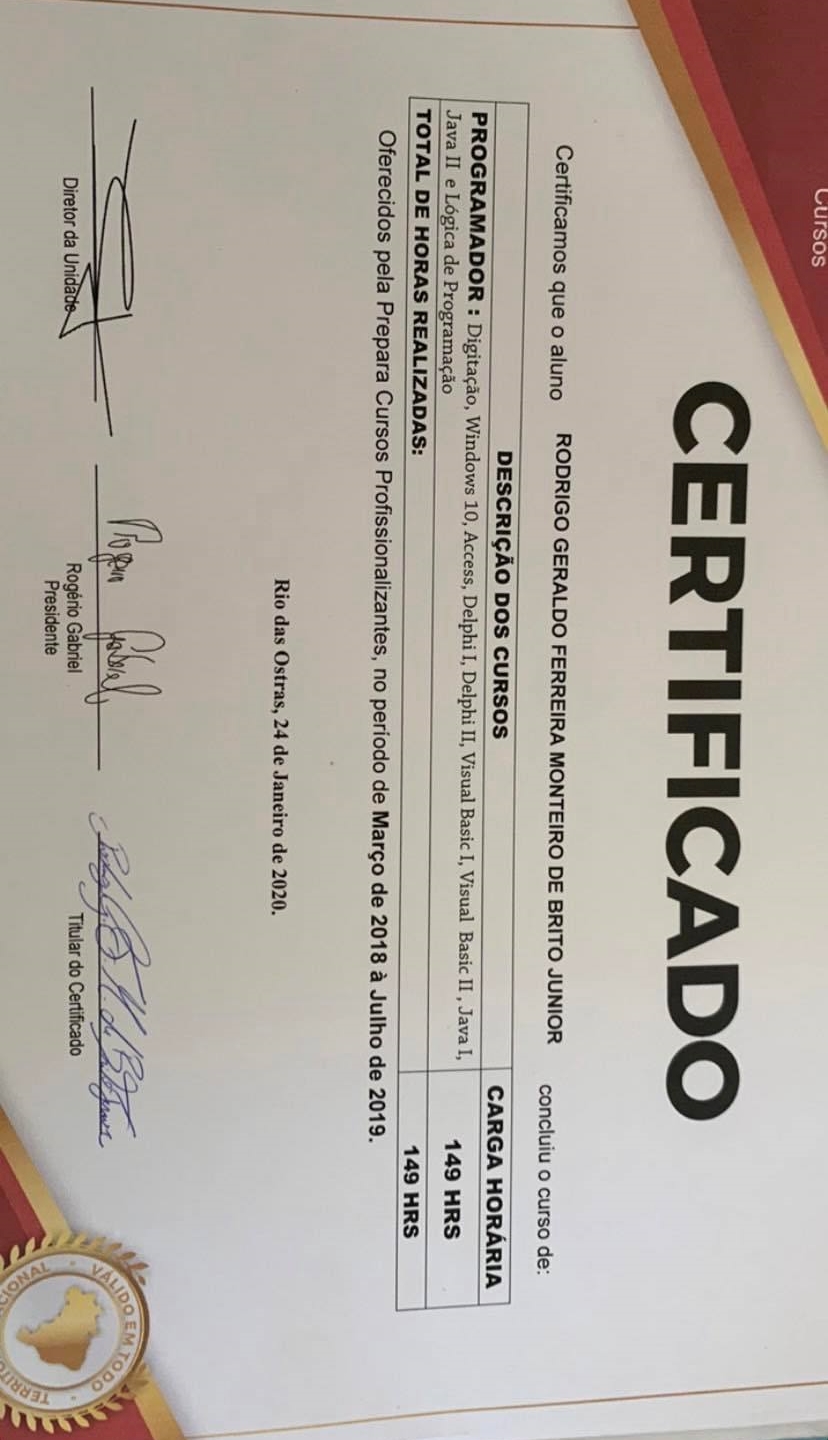 Cursos
CERTIFICADO
Certificamos que o aluno RODRIGO GERALDO FERREIRA MONTEIRO DE BRITO JUNIOR concluiu o curso de:
DESCRIÇÃO DOS CURSOS CARGA HORÁRIA
PROGRAMADOR : Digitação, Windows 10, Access, Delphi I, Delphi II, Visual Basic I, Visual Basic II , Java I,
Java II e Lógica de Programação 149 HRS
TOTAL DE HORAS REALIZADAS: 149 HRS
Oferecidos pela Prepara Cursos Profissionalizantes, no período de Março de 2018 à Julho de 2019.
Rio das Ostras, 24 de Janeiro de 2020.
Rogério Gabriel
Diretor da Unidade
Rogério Gabriel
Presidente
Titular do Certificado
VÁLIDO EM TODO